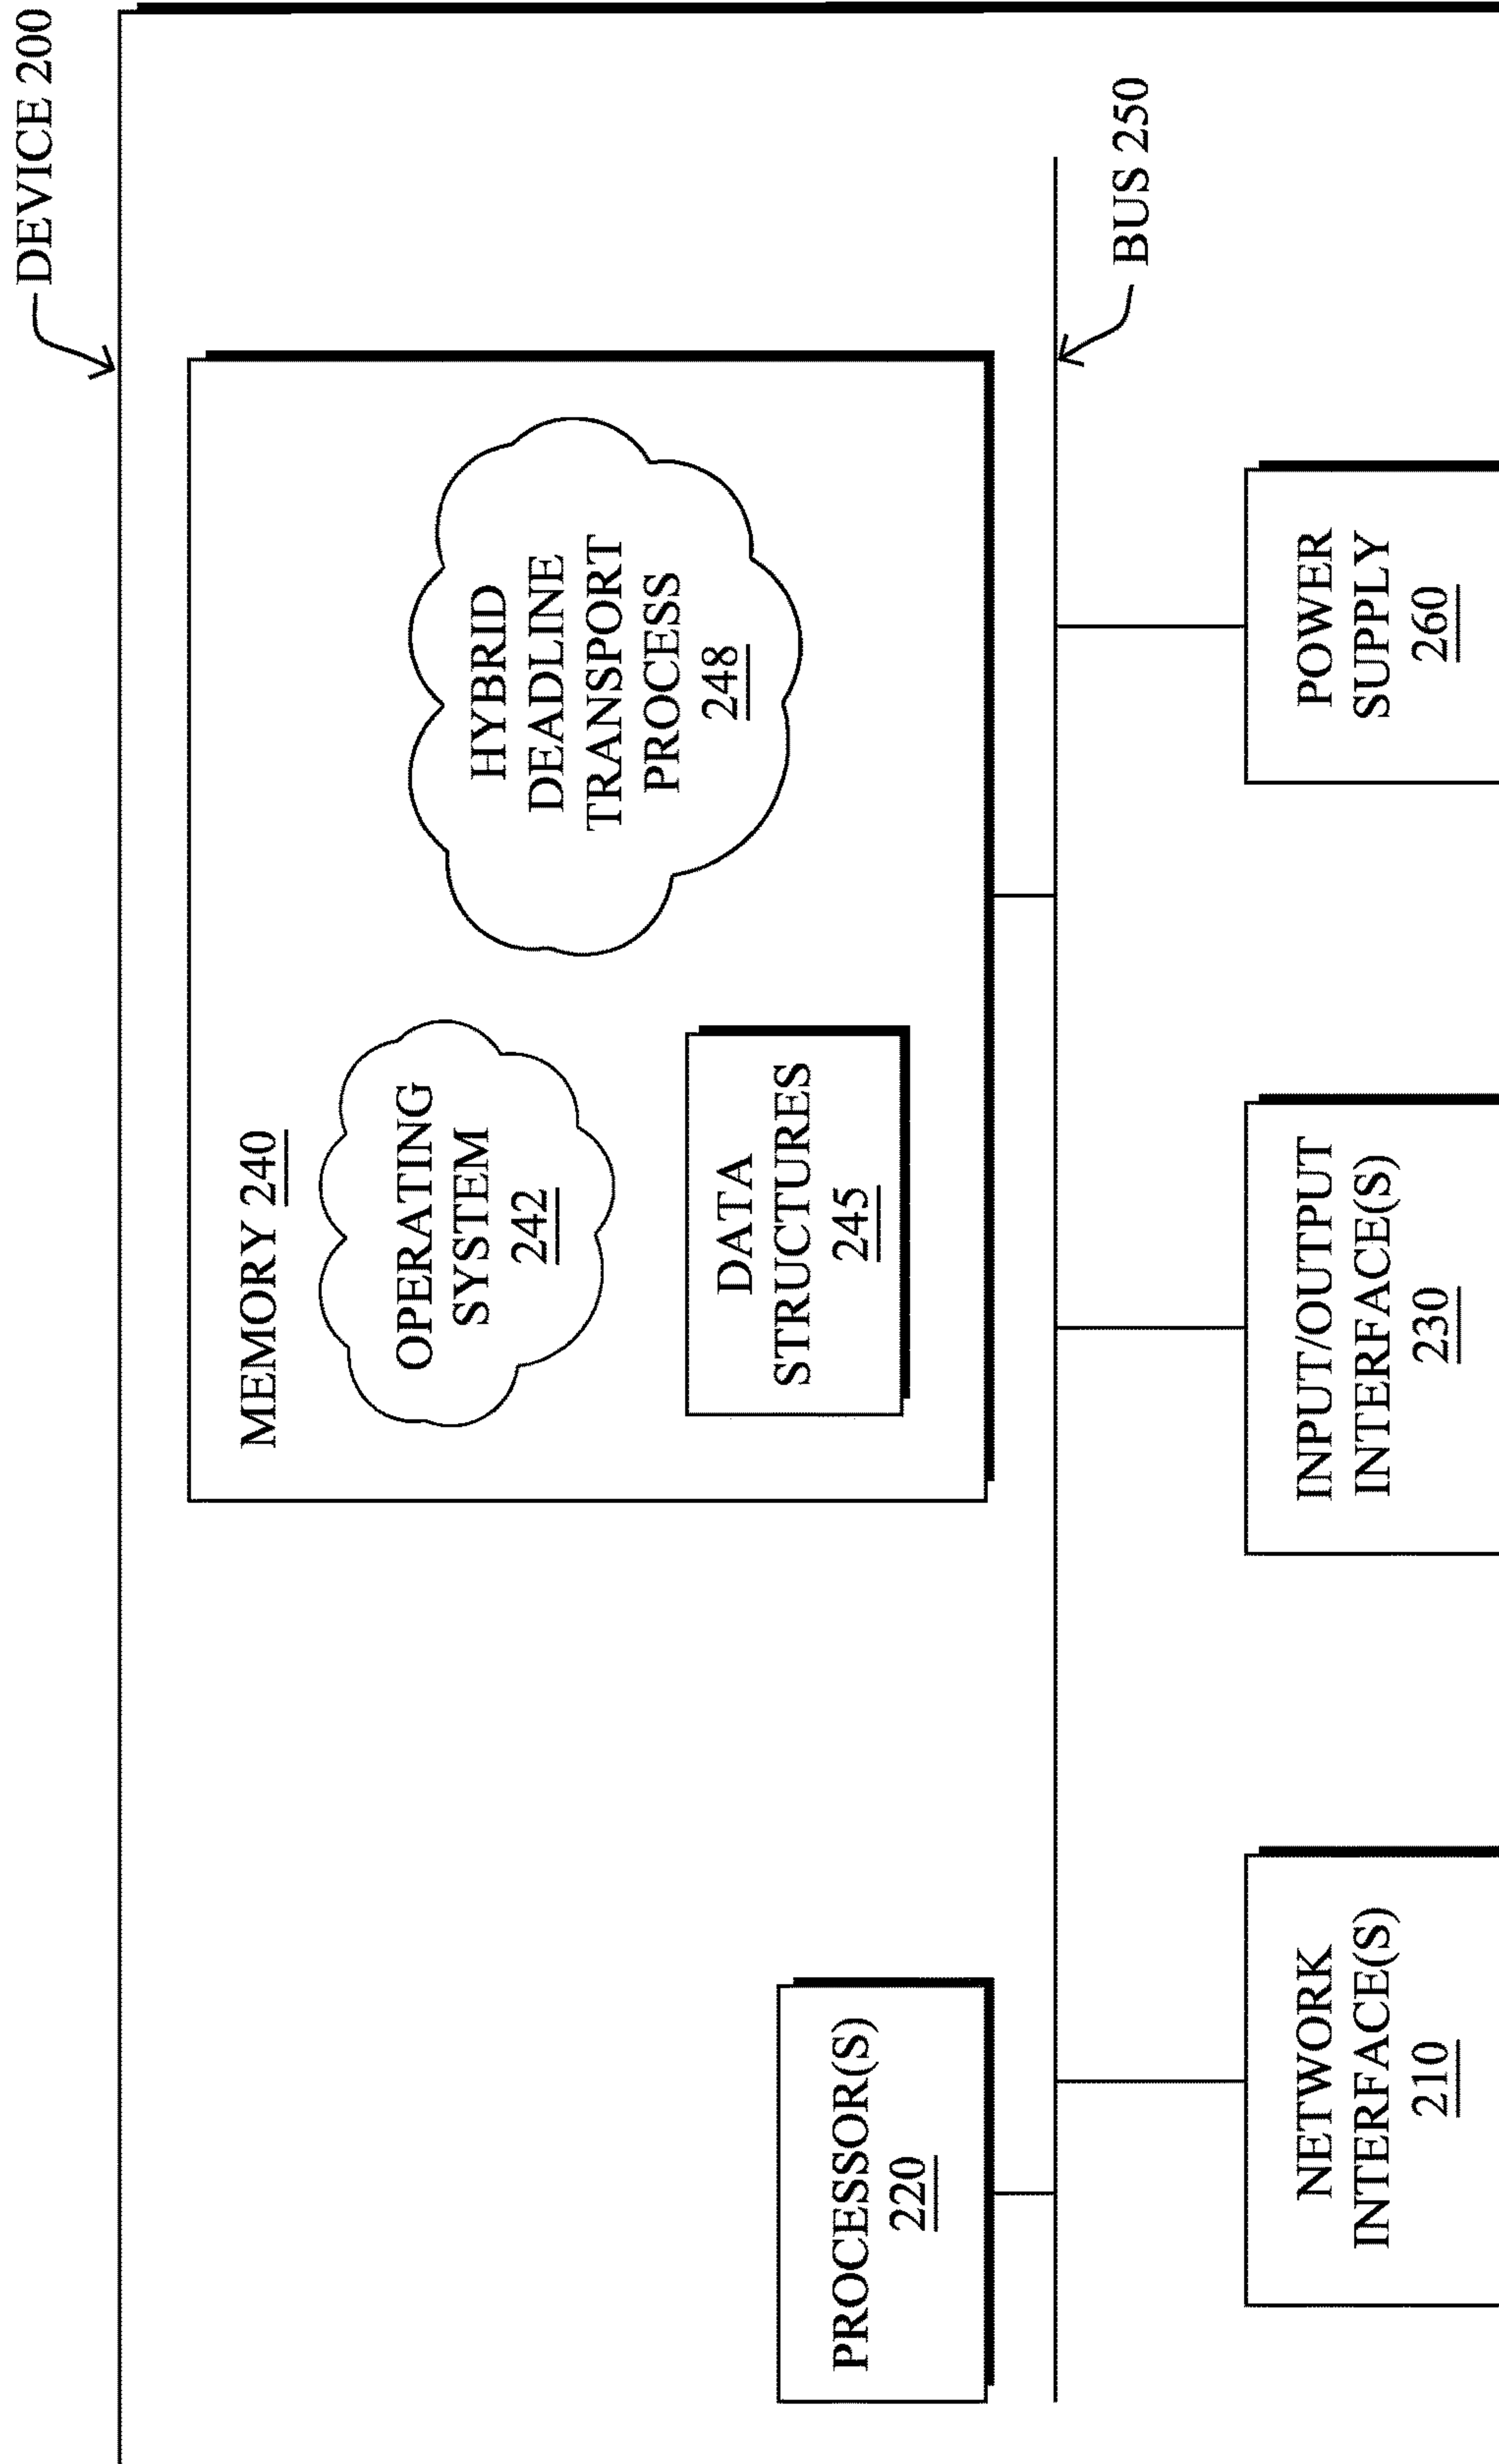 DEVICE 200
MEMORY 240
OPERATING
SYSTEM
242
DATA
STRUCTURES
245
HYBRID
DEADLINE
TRANSPORT
PROCESS
248
PROCESSOR(S)
220
BUS 250
NETWORK
INTERFACE(S)
210
INPUT/OUTPUT
INTERFACE(S)
230
POWER
SUPPLY
260